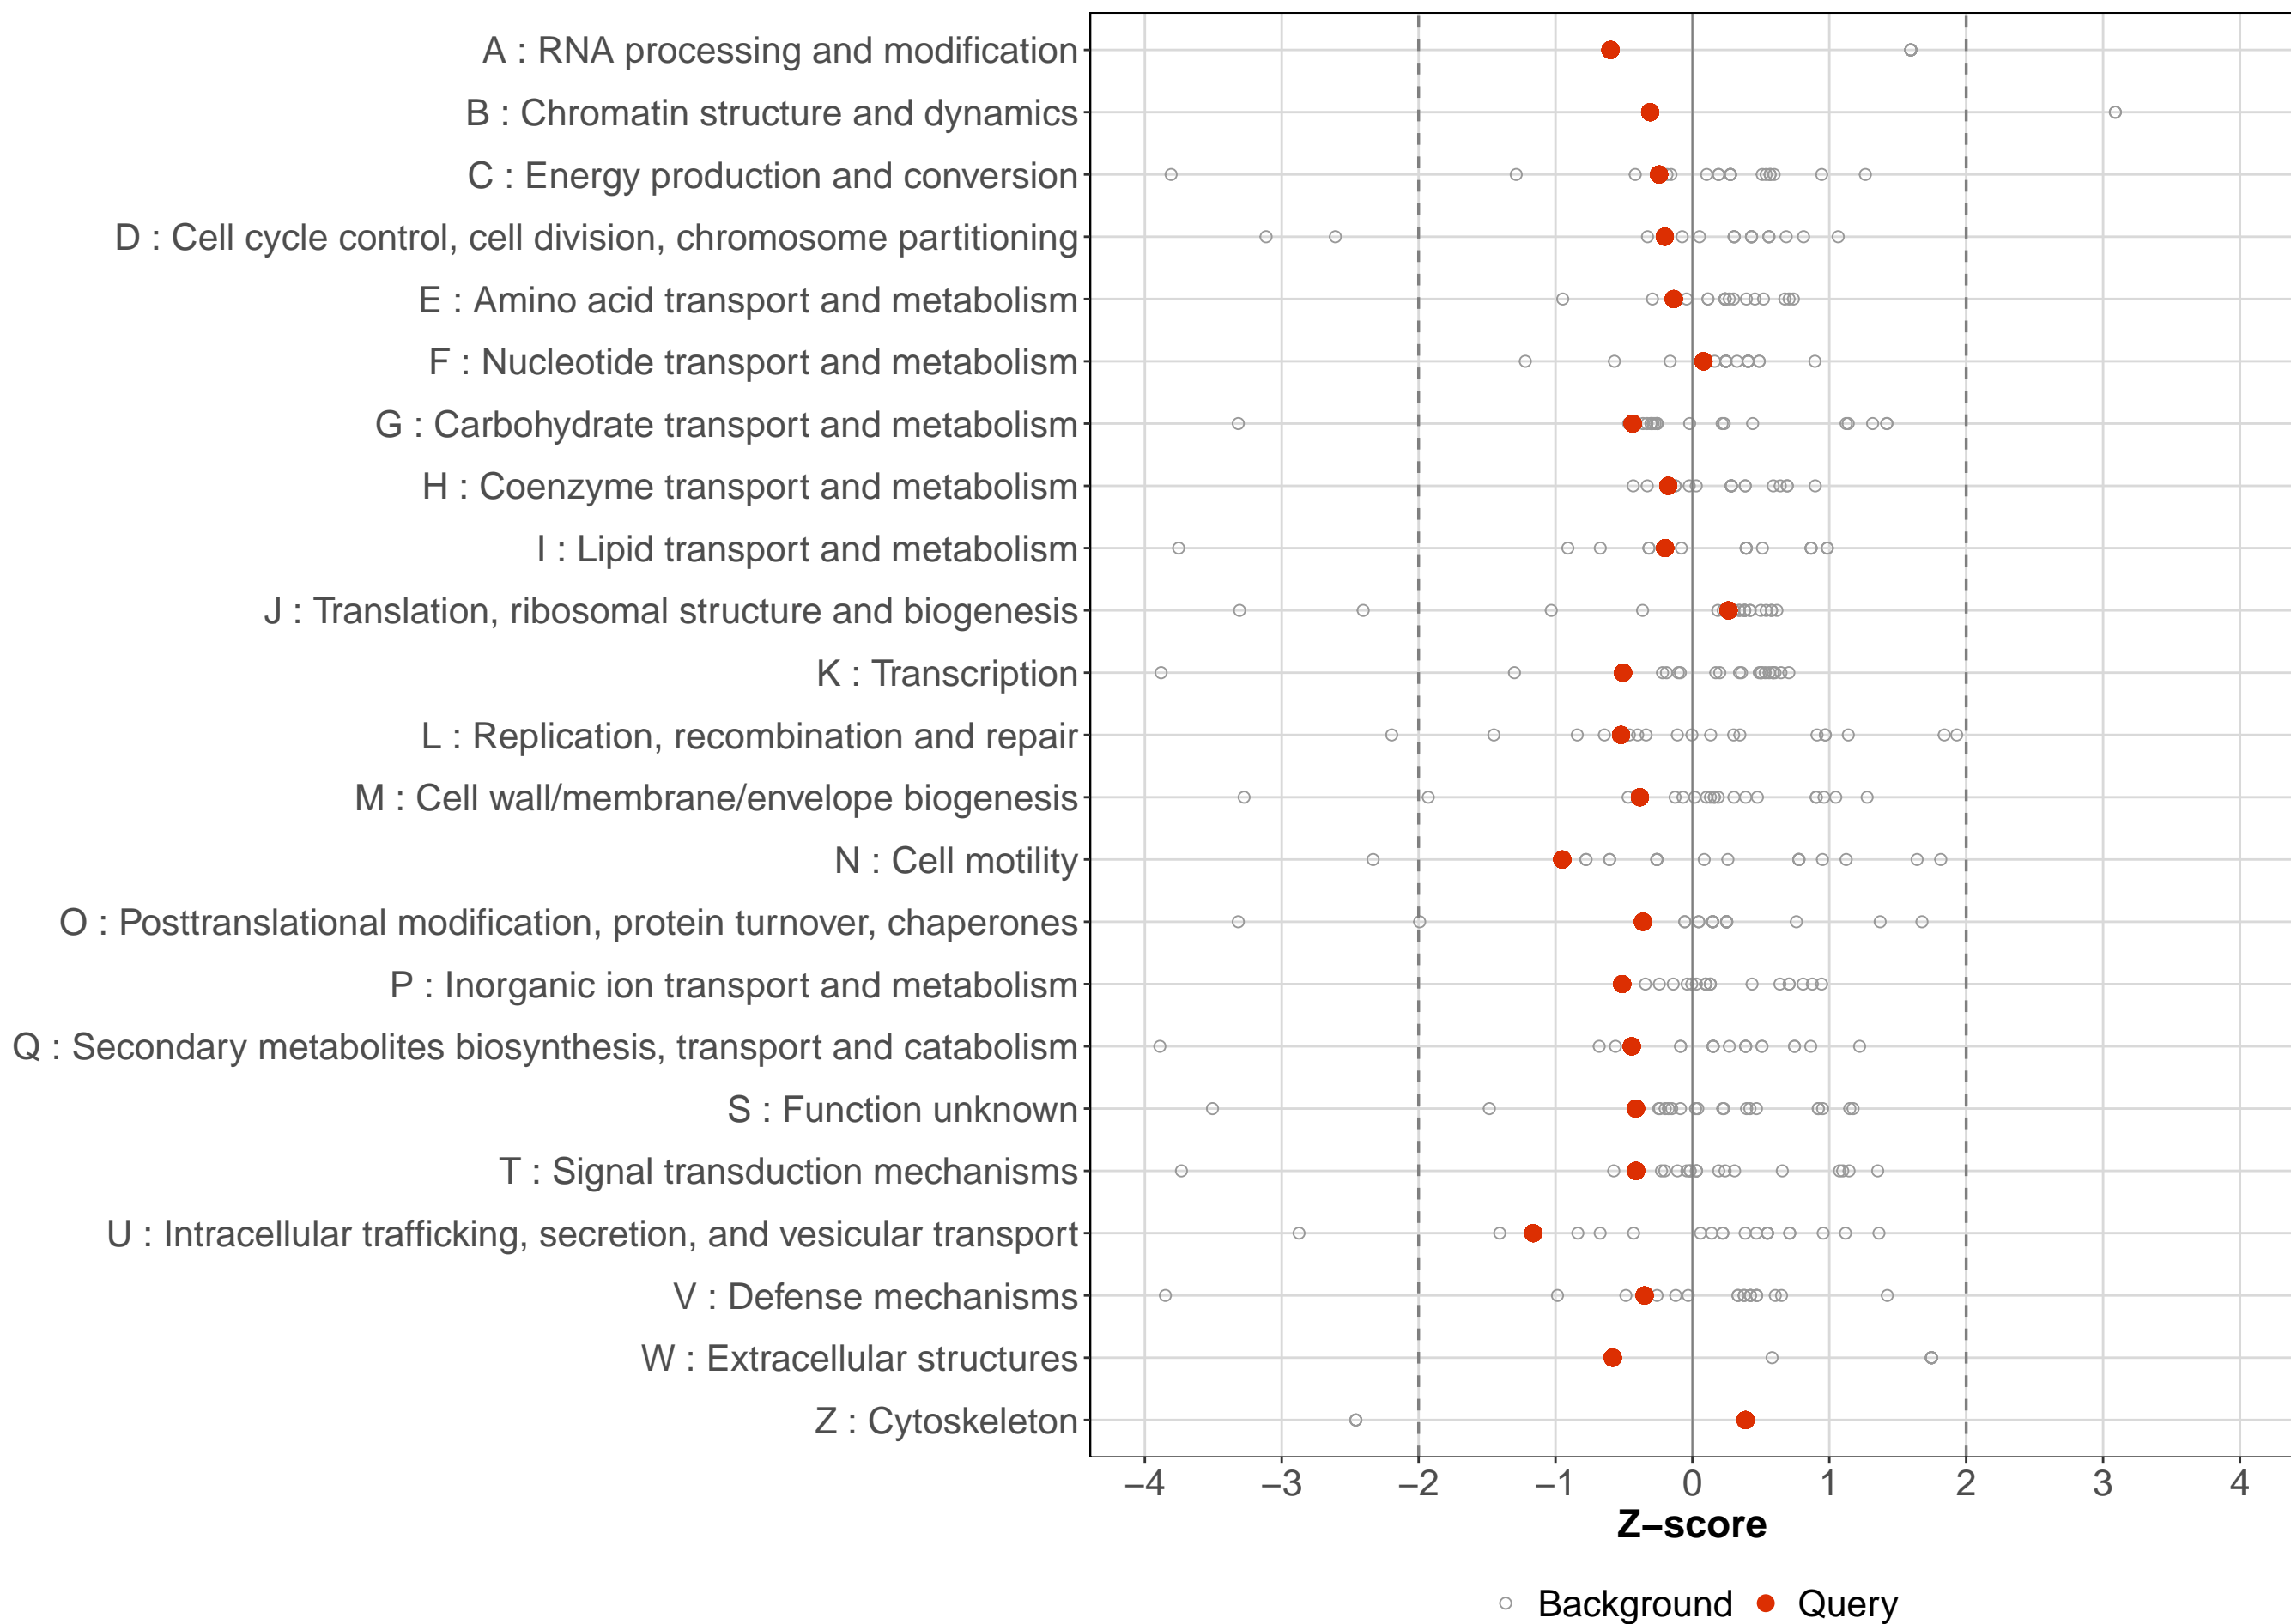 A : RNA processing and modification
B : Chromatin structure and dynamics
C : Energy production and conversion
D : Cell cycle control, cell division, chromosome partitioning
E : Amino acid transport and metabolism
F : Nucleotide transport and metabolism
G : Carbohydrate transport and metabolism
H : Coenzyme transport and metabolism
I : Lipid transport and metabolism
J : Translation, ribosomal structure and biogenesis
K : Transcription
L : Replication, recombination and repair
M : Cell wall/membrane/envelope biogenesis
N : Cell motility
O : Posttranslational modification, protein turnover, chaperones
P : Inorganic ion transport and metabolism
Q : Secondary metabolites biosynthesis, transport and catabolism
S : Function unknown
T : Signal transduction mechanisms
U : Intracellular trafficking, secretion, and vesicular transport
V : Defense mechanisms
W : Extracellular structures
Z : Cytoskeleton
−4 −3 −2 −1 0 1 2 3 4
Z−score
Background Query